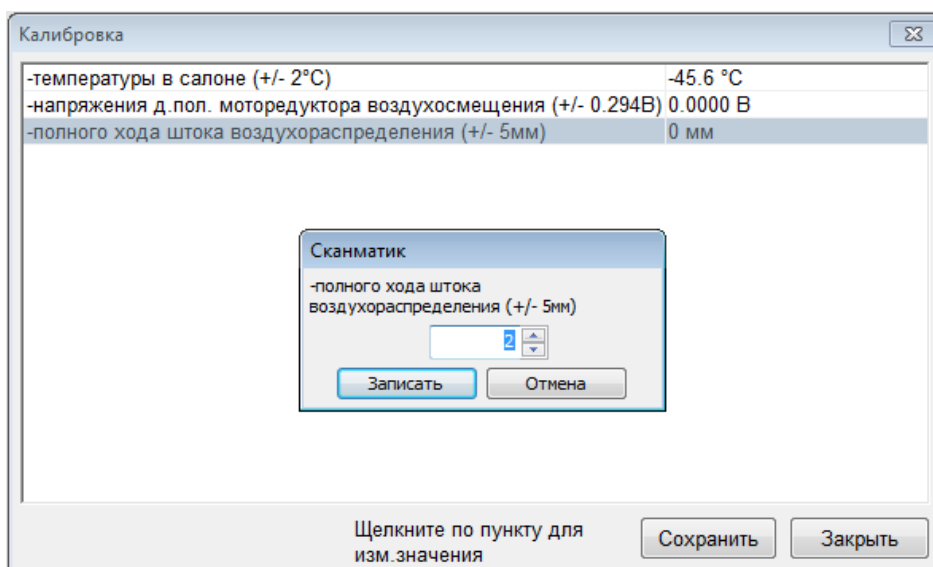 Калибровка
-температуры в салоне (+/- 2°C) -45.6 °C
-напряжения д.пол. моторедуктора воздухосмещения (+/- 0.294В) 0.0000 В
-полного хода штока воздухораспределения (+/- 5мм) 0 мм
Сканматик
-полного хода штока
воздухораспределения (+/- 5мм)
2
Записать Отмена
Щелкните по пункту для
изм.значения
Сохранить Закрыть